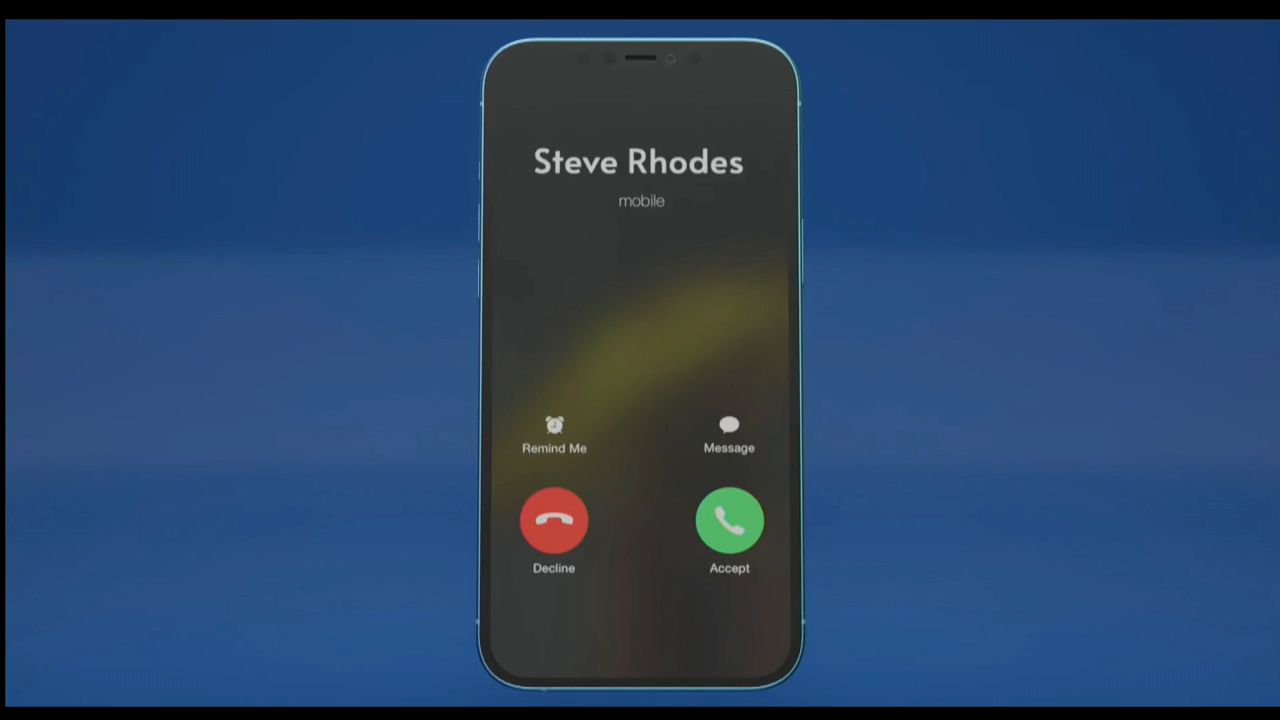 Steve Rhodes
mobile
Remind Me
Message
Decline
Accept